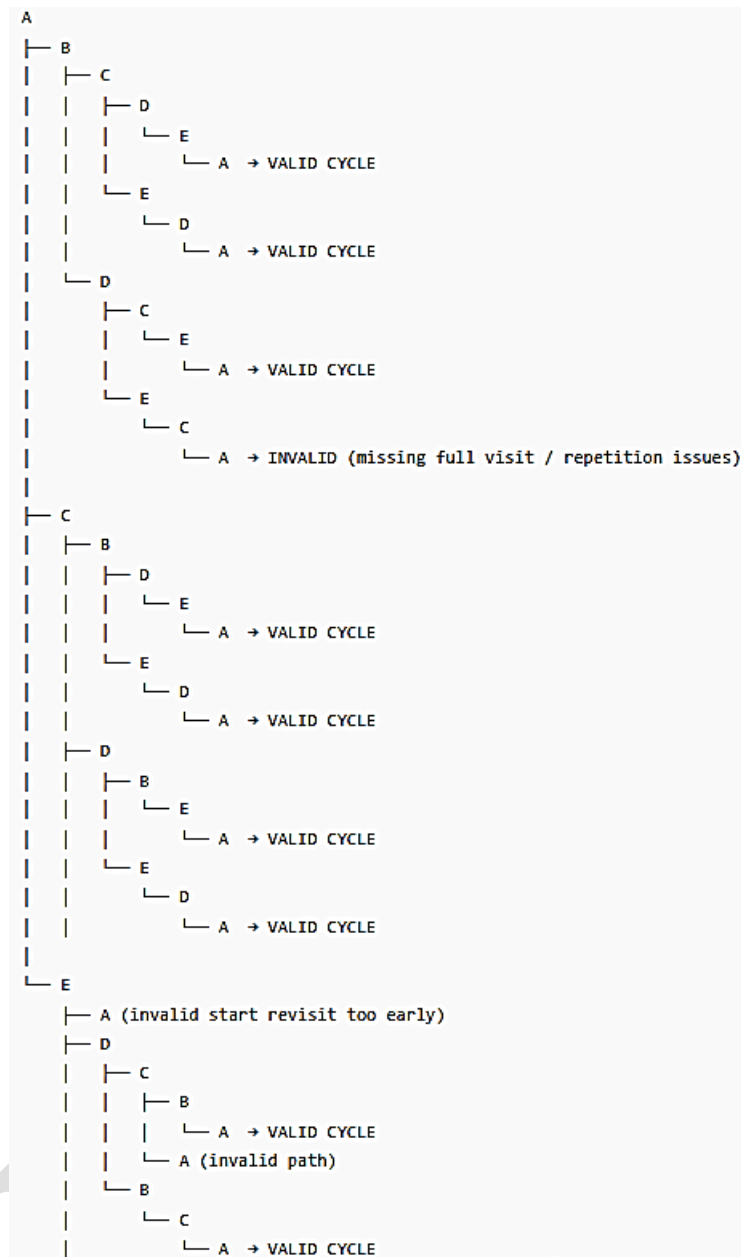 A
├── B
│   ├── C
│   │   ├── D
│   │   │   └── E
│   │   │       └── A → VALID CYCLE
│   │   └── E
│   │       └── D
│   │           └── A → VALID CYCLE
│   └── D
│       ├── C
│       │   └── E
│       │       └── A → VALID CYCLE
│       └── E
│           └── C
│               └── A → INVALID (missing full visit / repetition issues)
│
├── C
│   ├── B
│   │   ├── D
│   │   │   └── E
│   │   │       └── A → VALID CYCLE
│   │   └── E
│   │       └── D
│   │           └── A → VALID CYCLE
│   ├── D
│   │   ├── B
│   │   │   └── E
│   │   │       └── A → VALID CYCLE
│   │   └── E
│   │       └── D
│   │           └── A → VALID CYCLE
│
└── E
    ├── A (invalid start revisit too early)
    ├── D
    │   ├── C
    │   │   ├── B
    │   │   │   └── A → VALID CYCLE
    │   │   └── A (invalid path)
    │   └── B
    │       └── C
    │           └── A → VALID CYCLE